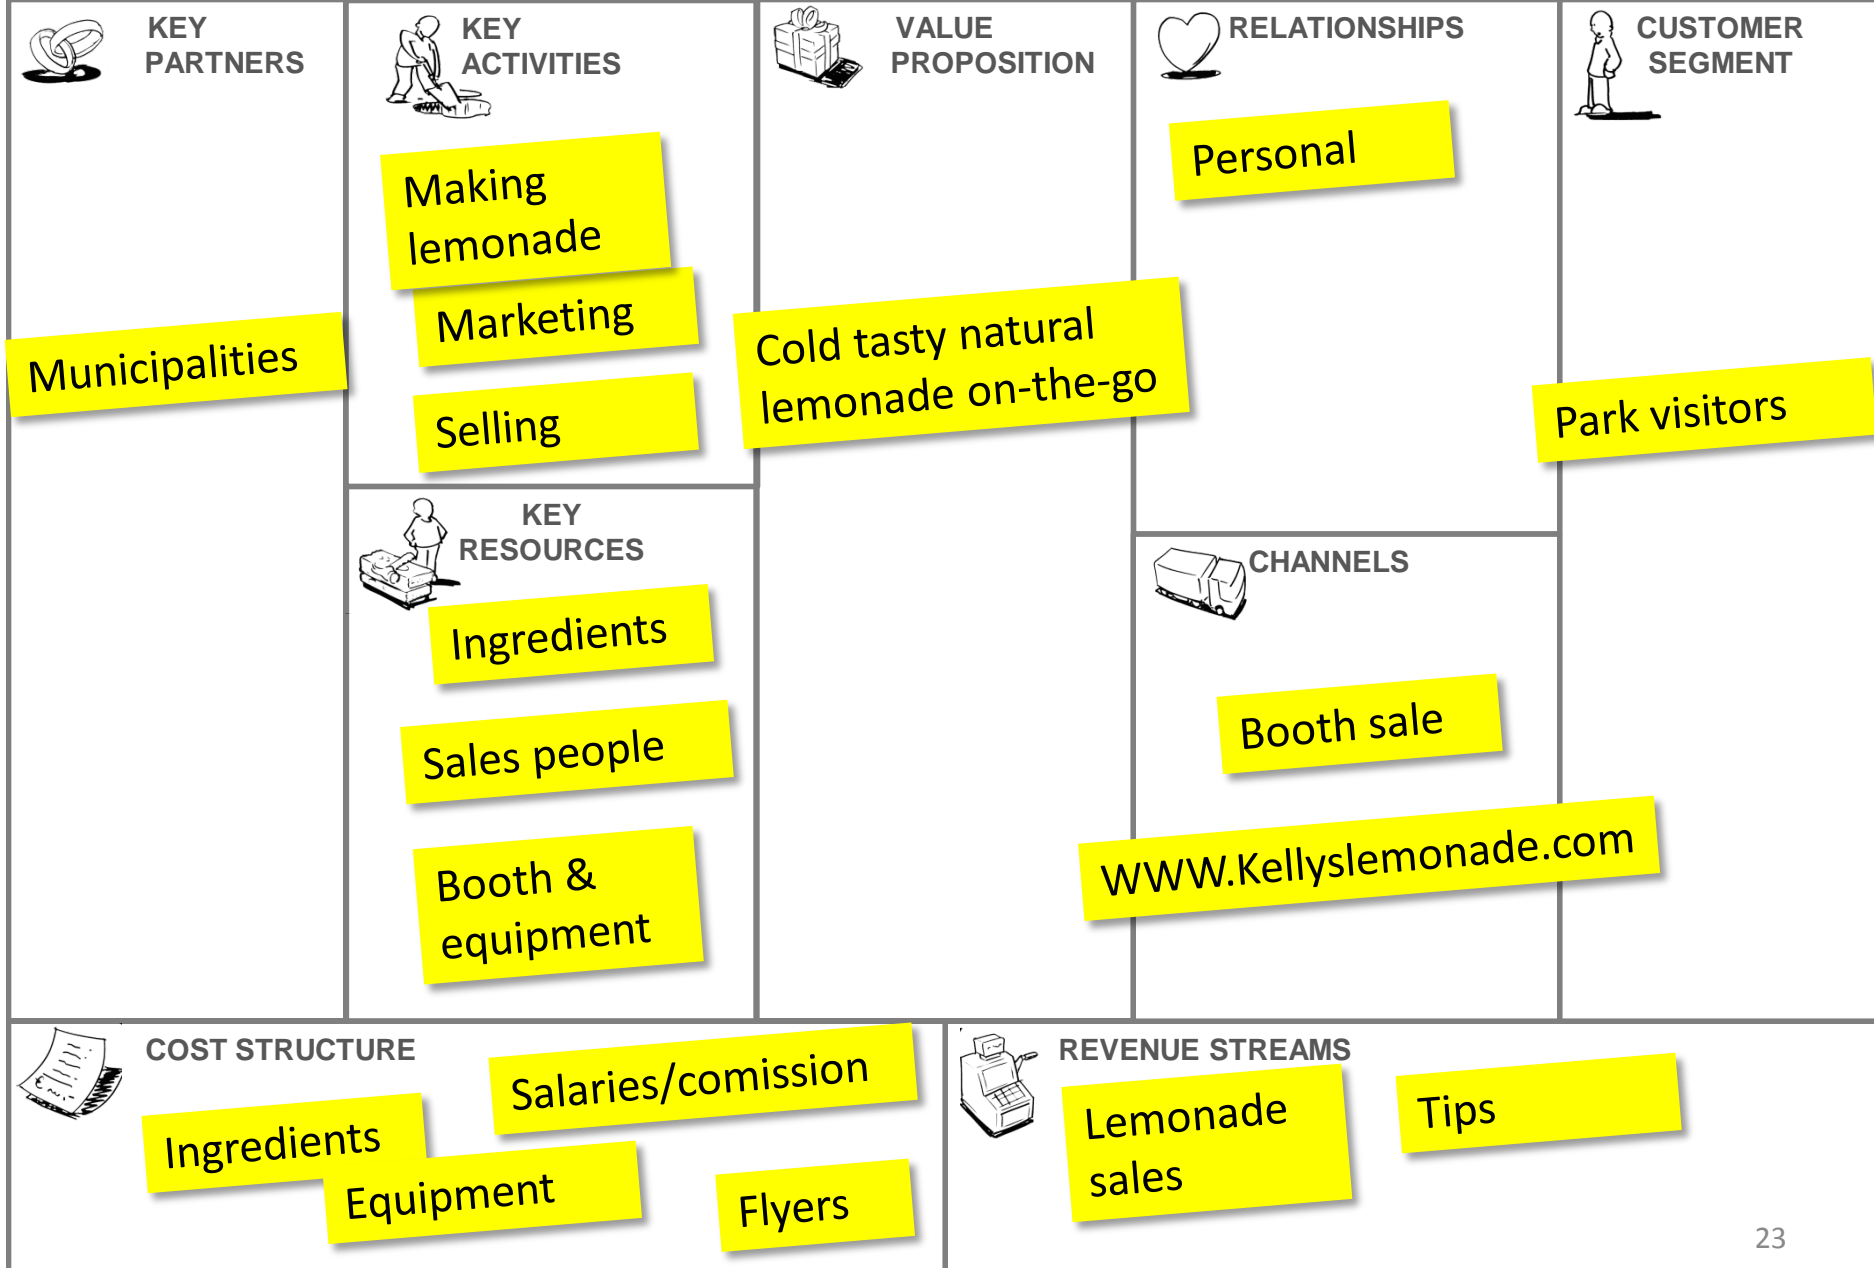 KEY
PARTNERS
Municipalities
KEY
ACTIVITIES
Making
lemonade
Marketing
Selling
KEY
RESOURCES
Ingredients
Sales people
Booth &
equipment
VALUE
PROPOSITION
Cold tasty natural
lemonade on-the-go
RELATIONSHIPS
Personal
CHANNELS
Booth sale
WWW.Kellyslemonade.com
CUSTOMER
SEGMENT
Park visitors
COST STRUCTURE
Salaries/comission
Ingredients
Equipment
Flyers
REVENUE STREAMS
Lemonade
sales
Tips
23